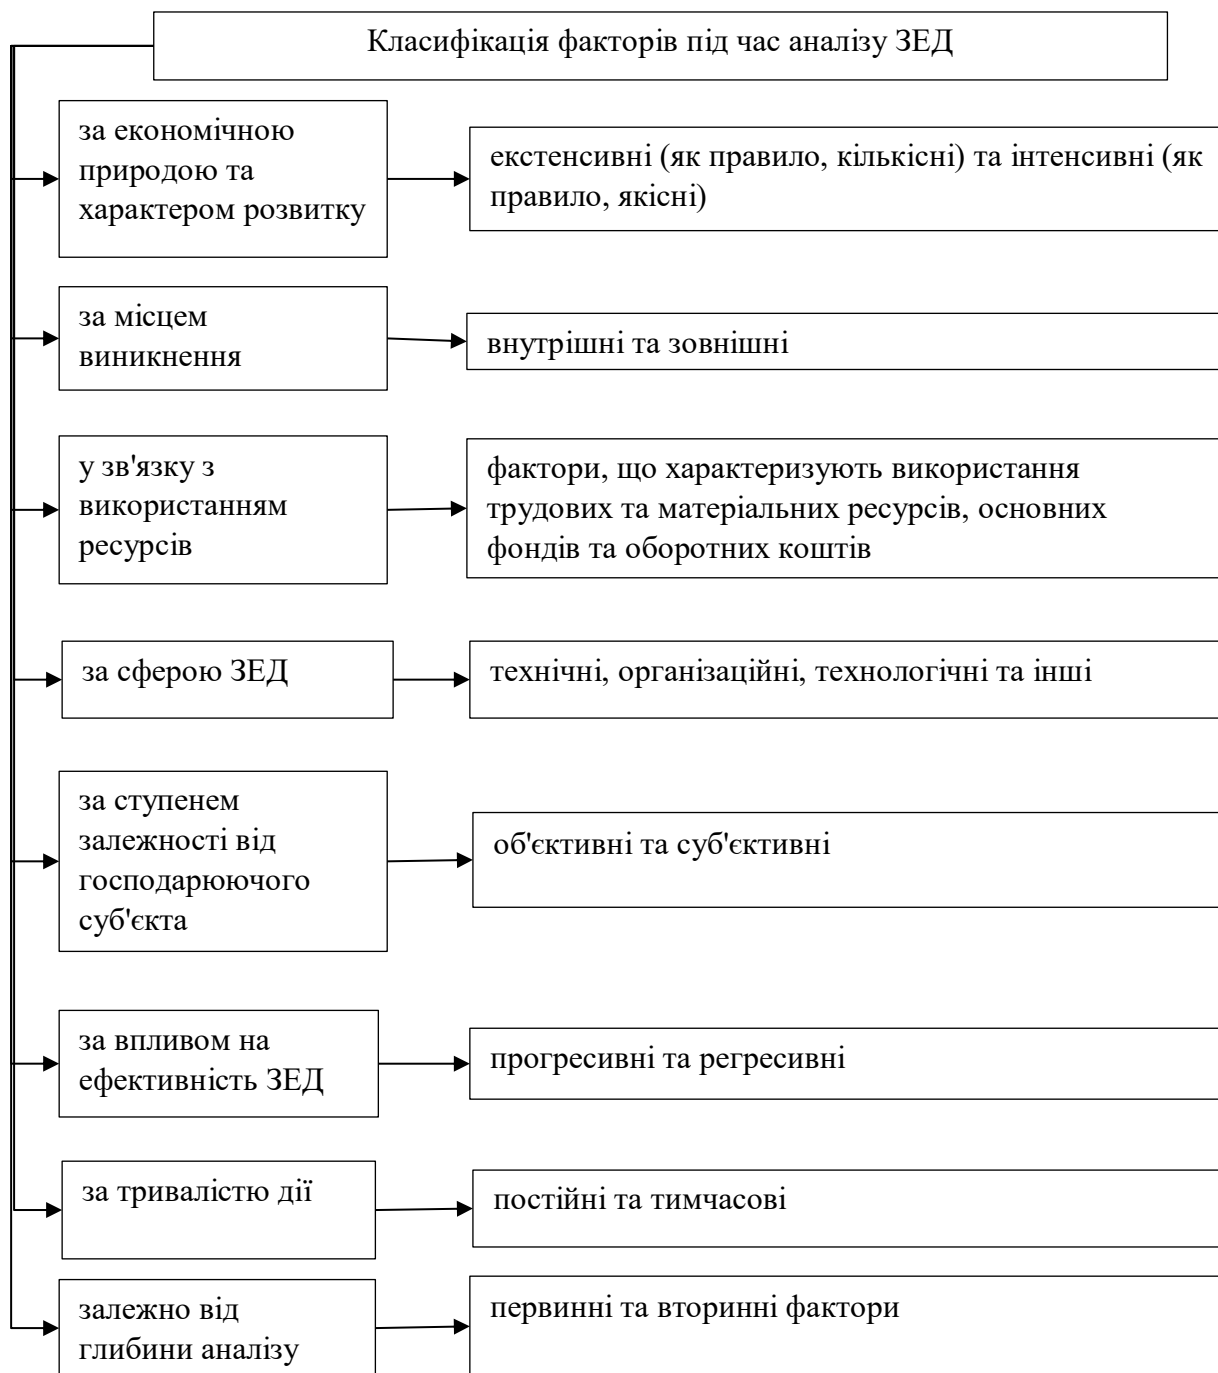 Класифікація факторів під час аналізу ЗЕД
за економічною
природою та
характером розвитку
екстенсивні (як правило, кількісні) та інтенсивні (як
правило, якісні)
за місцем
виникнення
внутрішні та зовнішні
у зв'язку з
використанням
ресурсів
фактори, що характеризують використання
трудових та матеріальних ресурсів, основних
фондів та оборотних коштів
за сферою ЗЕД
технічні, організаційні, технологічні та інші
за ступенем
залежності від
господарюючого
суб'єкта
об'єктивні та суб'єктивні
за впливом на
ефективність ЗЕД
прогресивні та регресивні
за тривалістю дії
постійні та тимчасові
залежно від
глибини аналізу
первинні та вторинні фактори